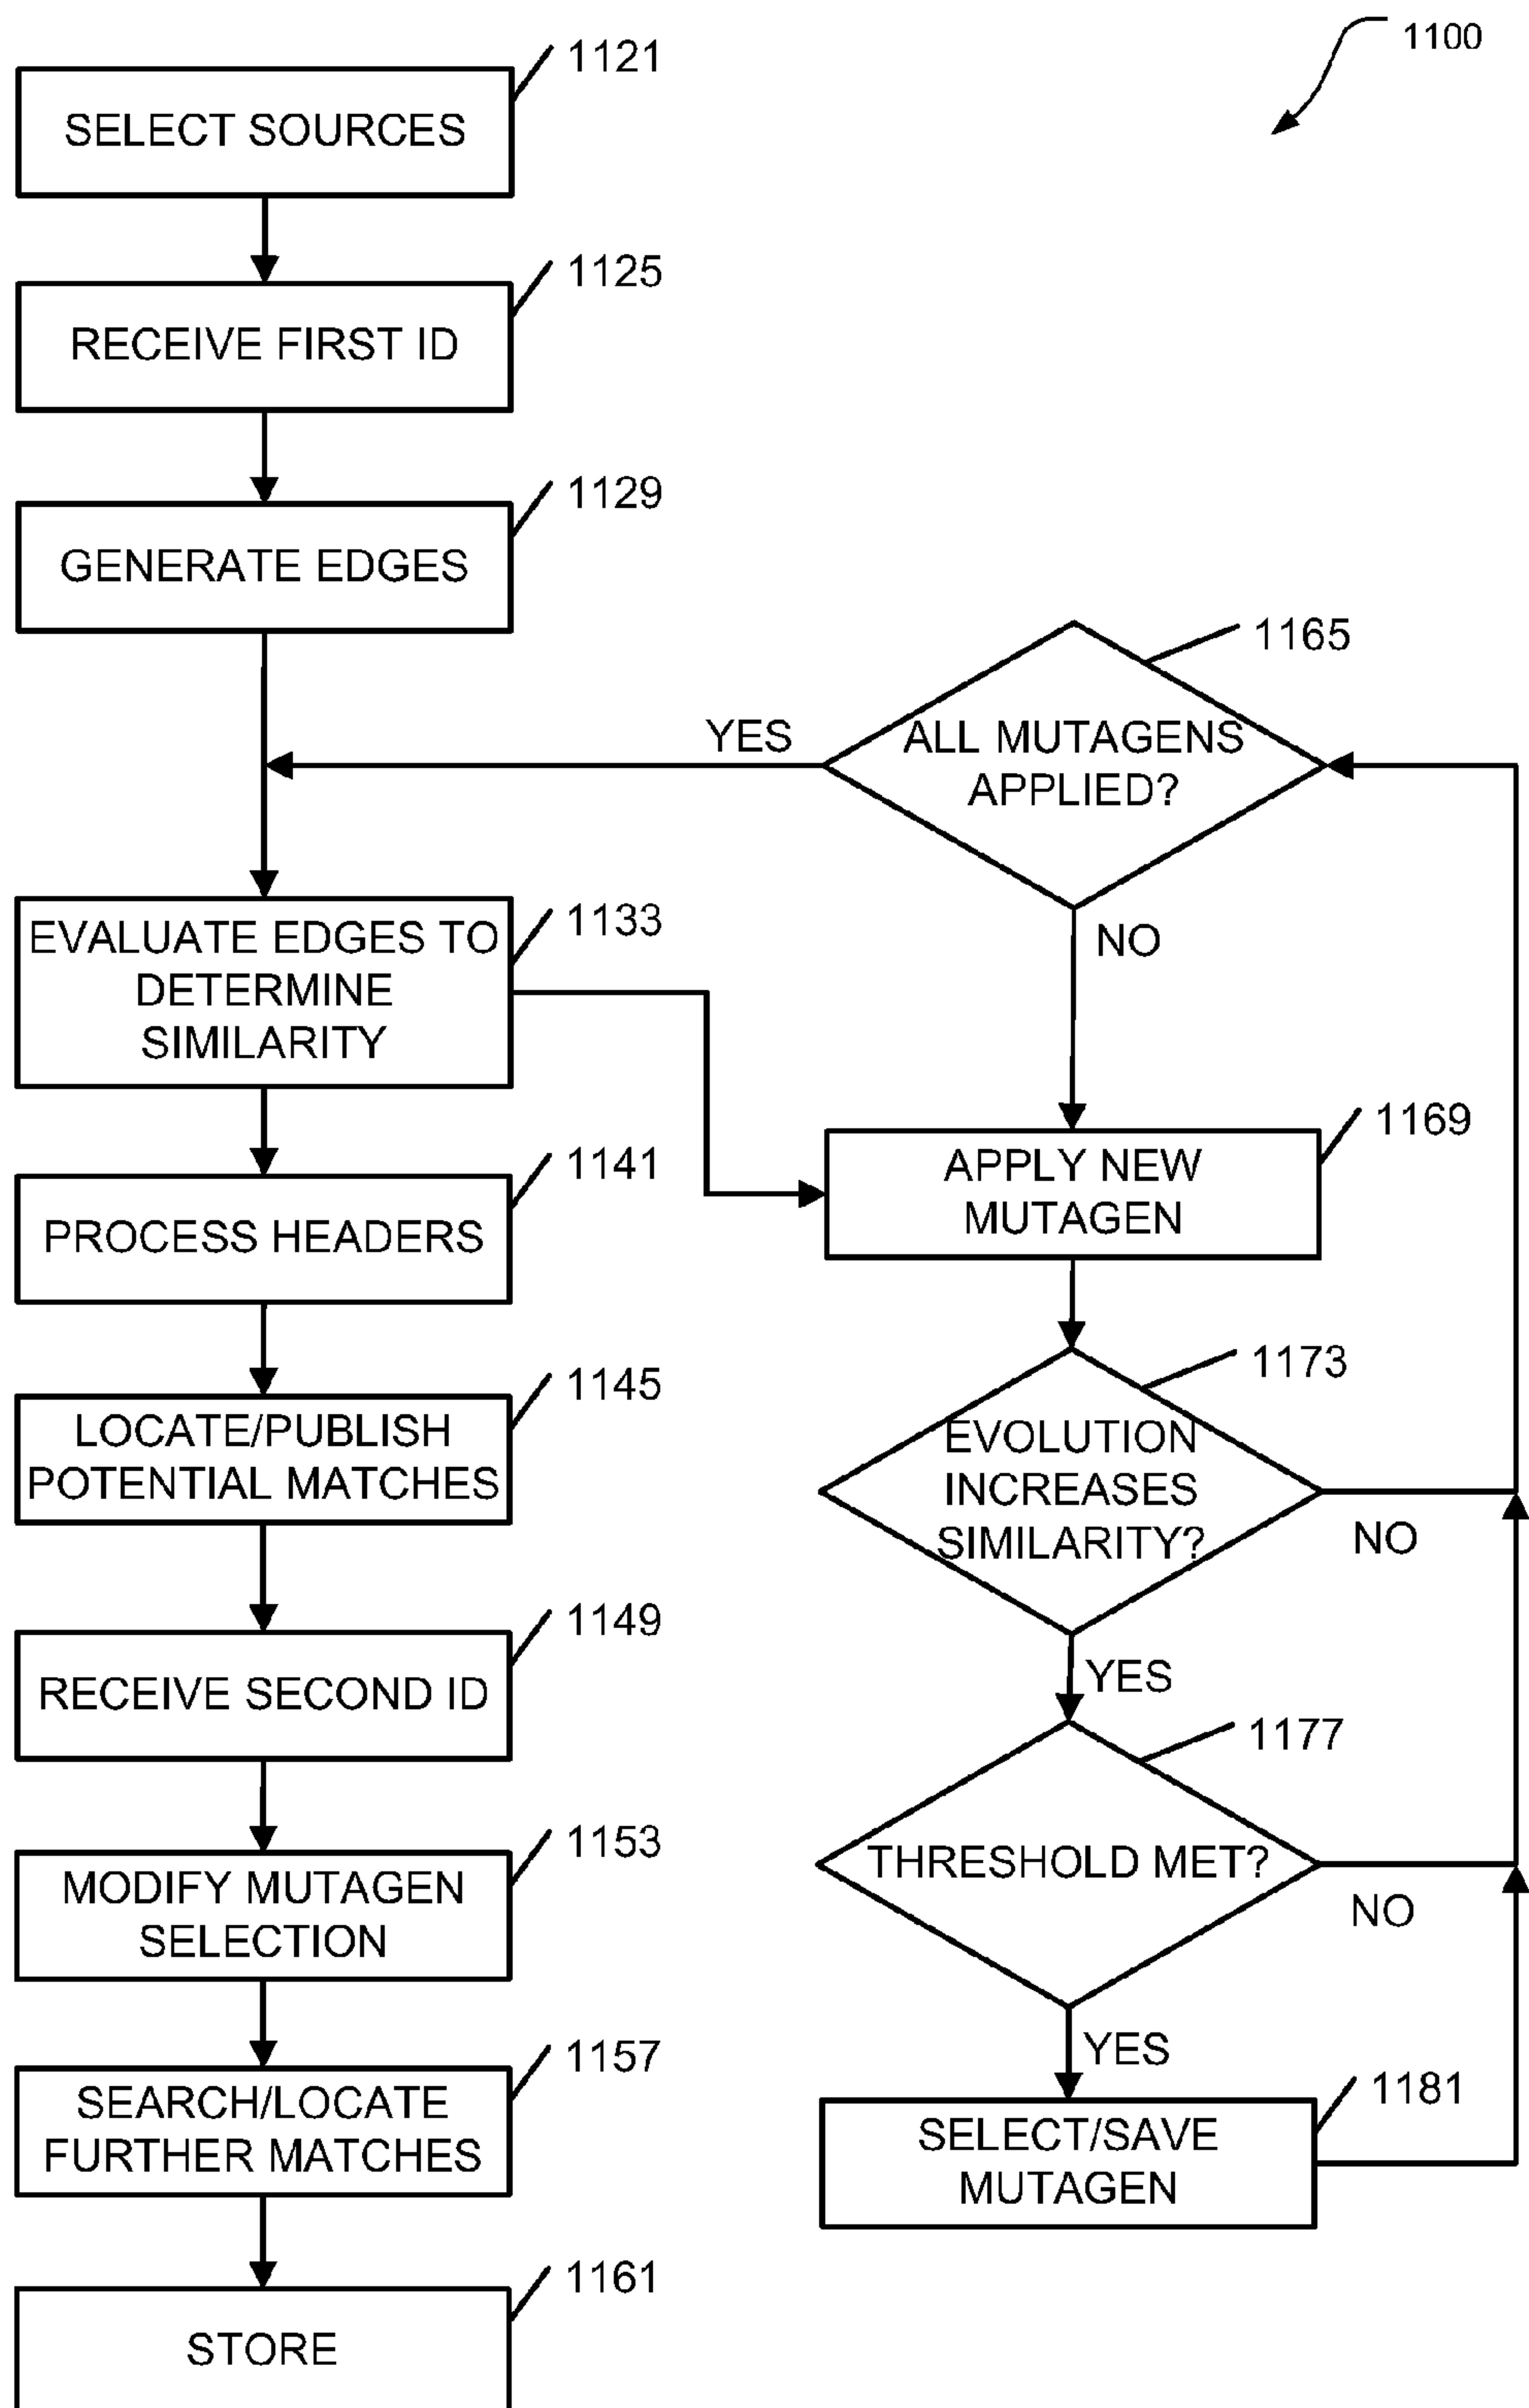 1100
1121
SELECT SOURCES
1125
RECEIVE FIRST ID
1129
GENERATE EDGES
1133
EVALUATE EDGES TO
DETERMINE
SIMILARITY
1141
PROCESS HEADERS
1145
LOCATE/PUBLISH
POTENTIAL MATCHES
1149
RECEIVE SECOND ID
1153
MODIFY MUTAGEN
SELECTION
1157
SEARCH/LOCATE
FURTHER MATCHES
1161
STORE
1165
ALL MUTAGENS
APPLIED?
YES
NO
1169
APPLY NEW
MUTAGEN
1173
EVOLUTION
INCREASES
SIMILARITY?
NO
YES
1177
THRESHOLD MET?
NO
YES
1181
SELECT/SAVE
MUTAGEN